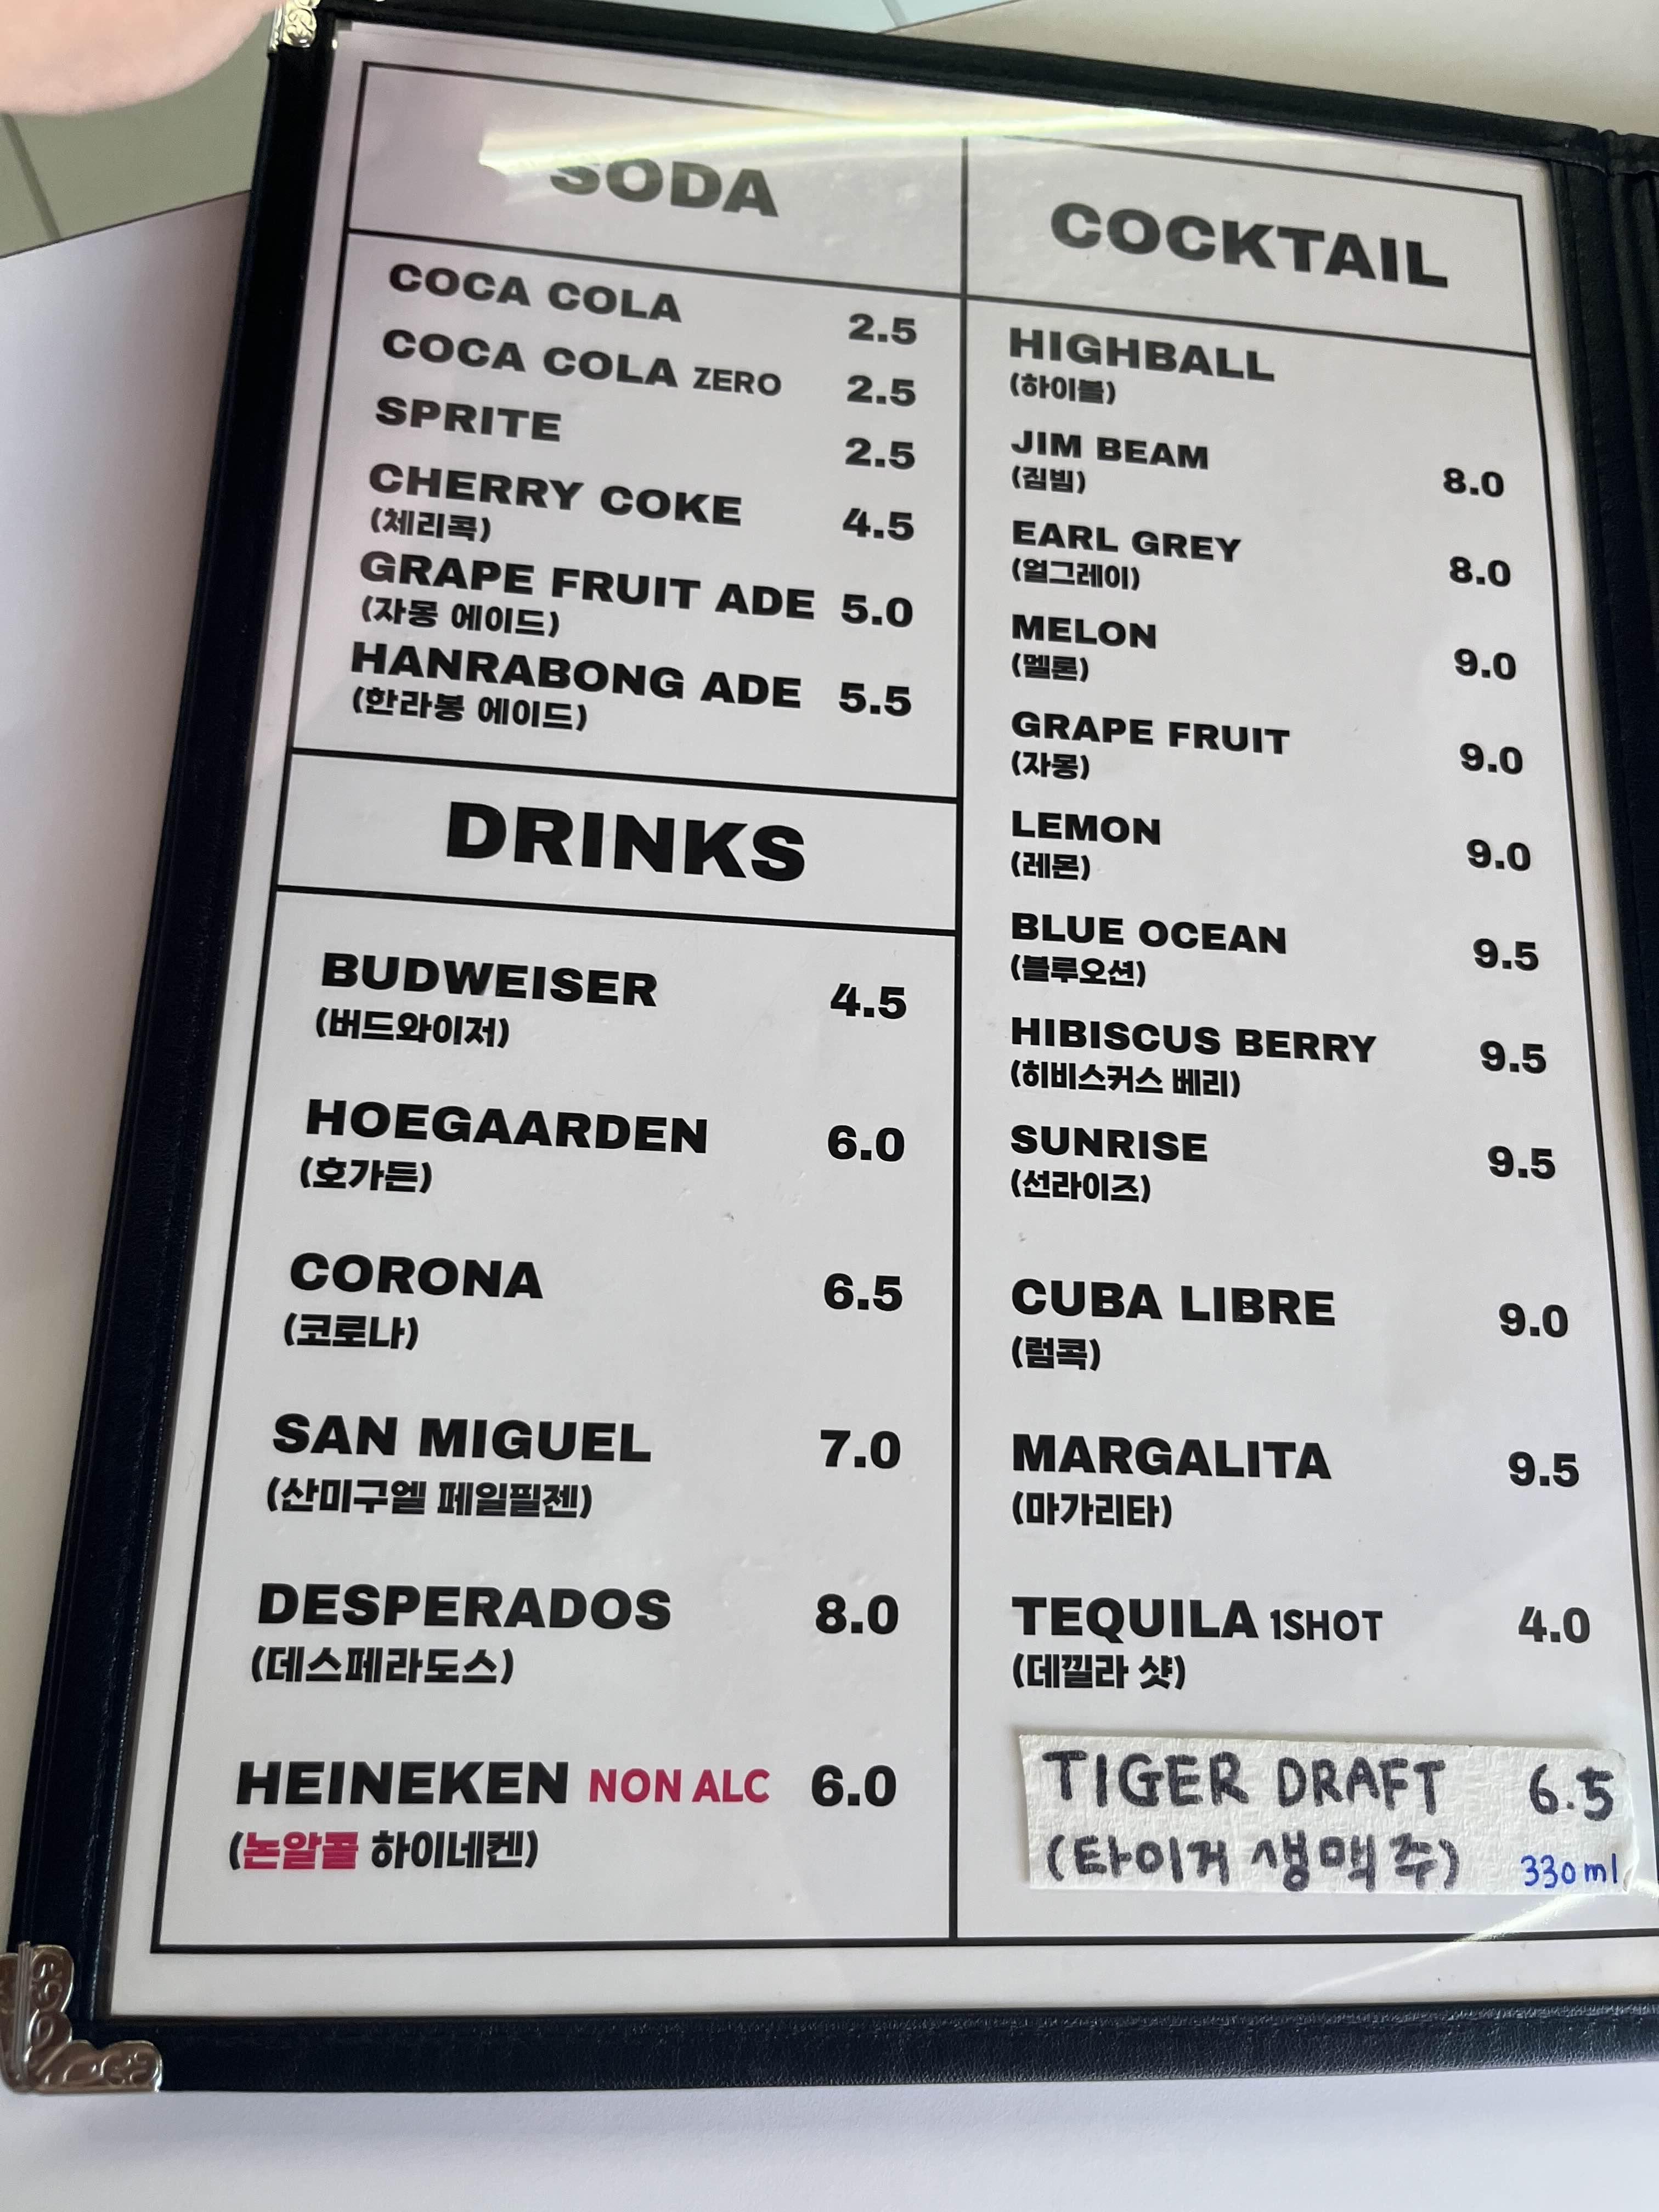 SODA
COCA COLA 2.5
COCA COLA ZERO 2.5
SPRITE 2.5
CHERRY COKE 4.5
(체리콕)
GRAPE FRUIT ADE 5.0
(자몽 에이드)
HANRABONG ADE 5.5
(한라봉 에이드)
DRINKS
BUDWEISER 4.5
(버드와이저)
HOEGAARDEN 6.0
(호가든)
CORONA 6.5
(코로나)
SAN MIGUEL 7.0
(산미구엘 페일필젠)
DESPERADOS 8.0
(데스페라도스)
HEINEKEN NON ALC 6.0
(논알콜 하이네켄)
COCKTAIL
HIGHBALL
(하이볼)
JIM BEAM 8.0
(짐빔)
EARL GREY 8.0
(얼그레이)
MELON 9.0
(멜론)
GRAPE FRUIT 9.0
(자몽)
LEMON 9.0
(레몬)
BLUE OCEAN 9.5
(블루오션)
HIBISCUS BERRY 9.5
(히비스커스 베리)
SUNRISE 9.5
(선라이즈)
CUBA LIBRE 9.0
(럼콕)
MARGALITA 9.5
(마가리타)
TEQUILA 1SHOT 4.0
(데낄라 샷)
TIGER DRAFT 6.5
(타이거 생맥주) 330ml